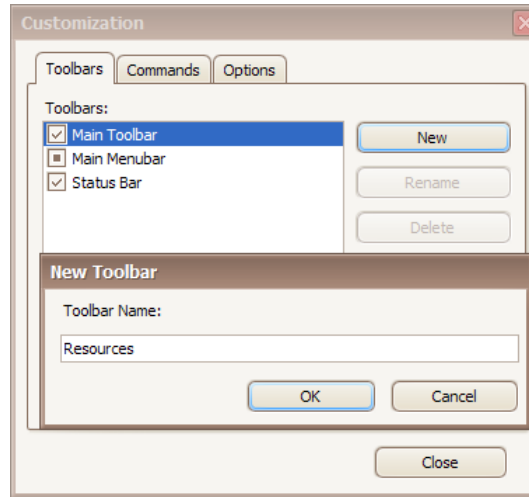 Customization
Toolbars Commands Options
Toolbars:
Main Toolbar
Main Menubar
Status Bar
New
Rename
Delete
New Toolbar
Toolbar Name:
Resources
OK Cancel
Close